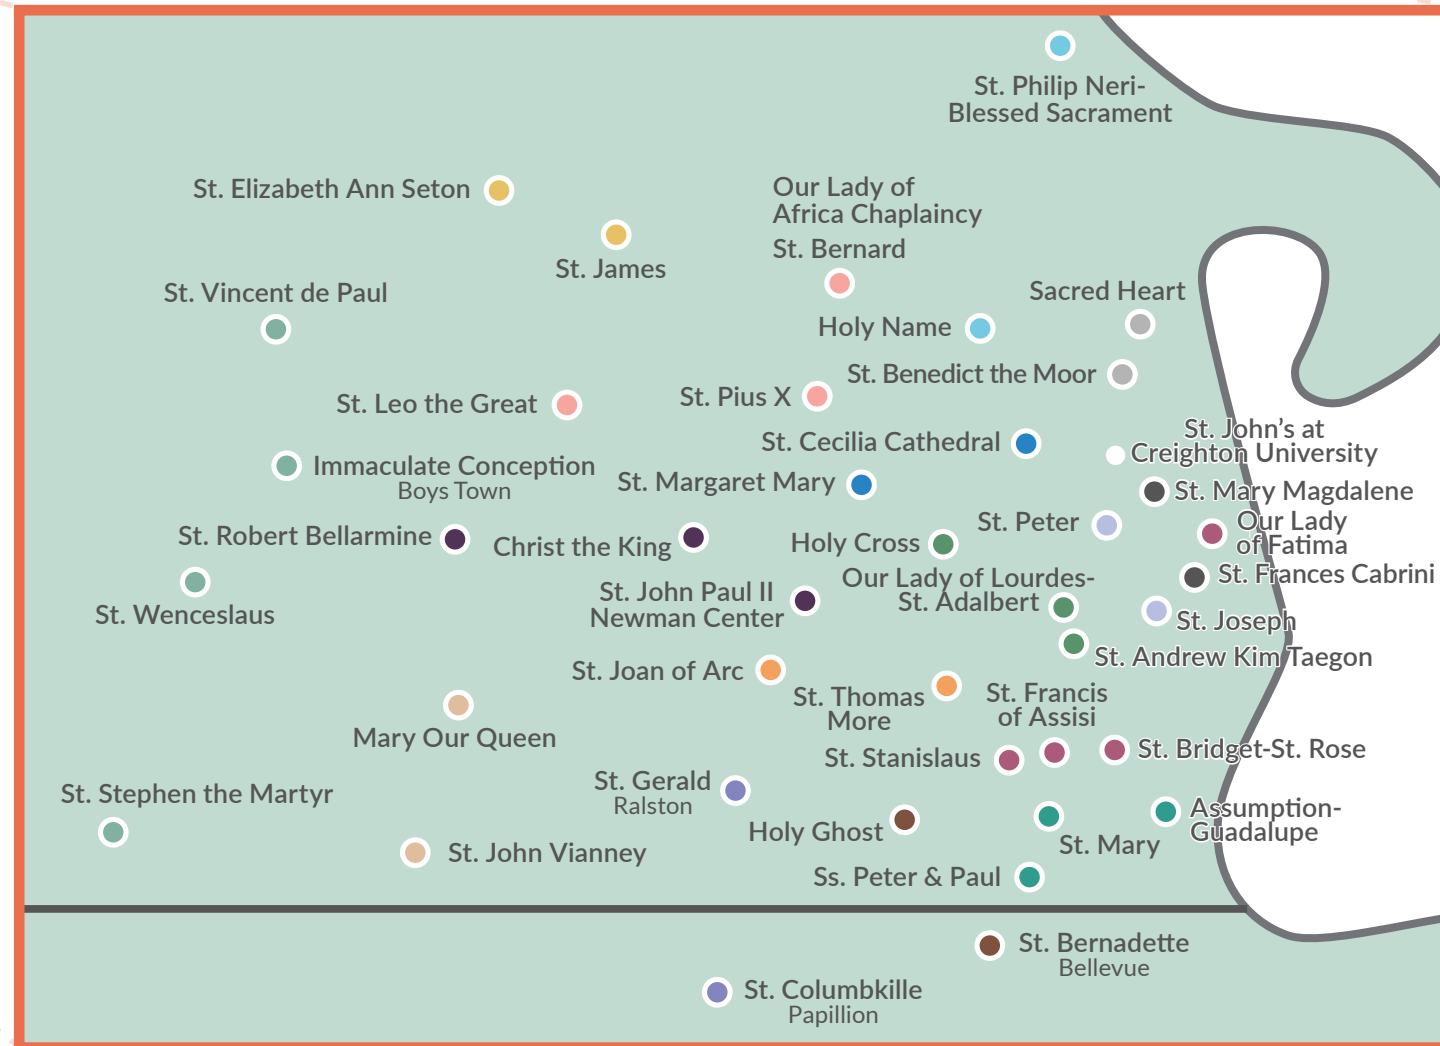 St. Philip Neri-
Blessed Sacrament
St. Elizabeth Ann Seton
Our Lady of
Africa Chaplaincy
St. Bernard
St. James
St. Vincent de Paul
Sacred Heart
Holy Name
St. Benedict the Moor
St. Leo the Great
St. Pius X
St. Cecilia Cathedral
St. John's at
Creighton University
Immaculate Conception
Boys Town
St. Margaret Mary
St. Mary Magdalene
St. Robert Bellarmine
Christ the King
Holy Cross
St. Peter
Our Lady
of Fatima
St. Wenceslaus
St. John Paul II
Newman Center
Our Lady of Lourdes-
St. Adalbert
St. Frances Cabrini
St. Joseph
St. Andrew Kim Taegon
St. Joan of Arc
St. Thomas
More
St. Francis
of Assisi
Mary Our Queen
St. Stanislaus
St. Bridget-St. Rose
St. Stephen the Martyr
St. Gerald
Ralston
Holy Ghost
St. Mary
Assumption-
Guadalupe
St. John Vianney
Ss. Peter & Paul
St. Bernadette
Bellevue
St. Columbkille
Papillion